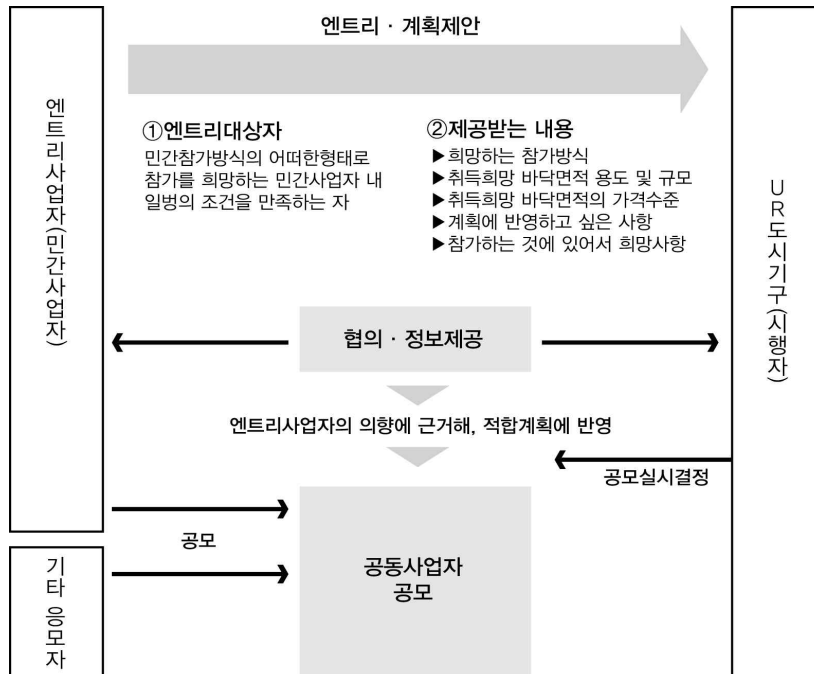 엔트리 · 계획제안
엔트리사업자(민간사업자)
①엔트리대상자
민간참가방식의 어떠한형태로
참가를 희망하는 민간사업자 내
일벙의 조건을 만족하는 자
②제공받는 내용
▶희망하는 참가방식
▶취득희망 바닥면적 용도 및 규모
▶취득희망 바닥면적의 가격수준
▶계획에 반영하고 싶은 사항
▶참가하는 것에 있어서 희망사항
UR도시기구(시행자)
협의 · 정보제공
엔트리사업자의 의향에 근거해, 적합계획에 반영
공모실시결정
공모
기타 응모자
공동사업자
공모